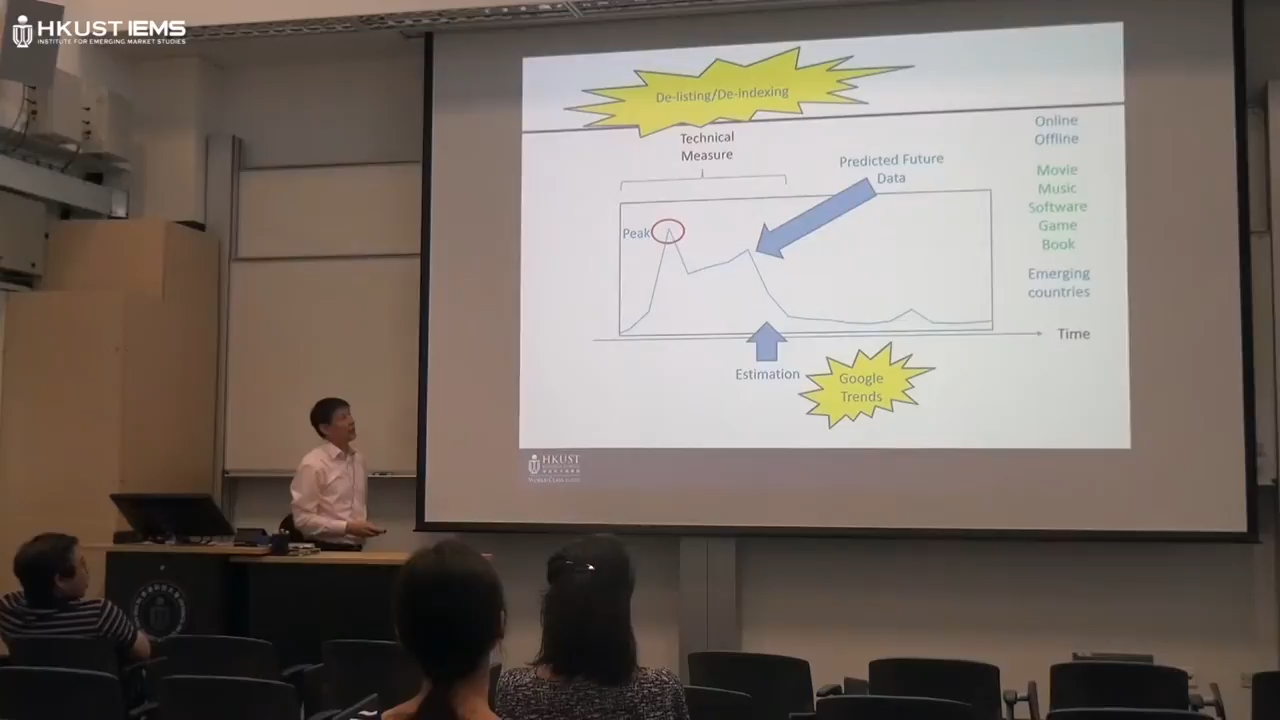 HKUST IEMS
INSTITUTE FOR EMERGING MARKET STUDIES
De-listing/De-indexing
Technical
Measure
Predicted Future
Data
Peak
Estimation
Google
Trends
Time
Online
Offline
Movie
Music
Software
Game
Book
Emerging
countries
HKUST